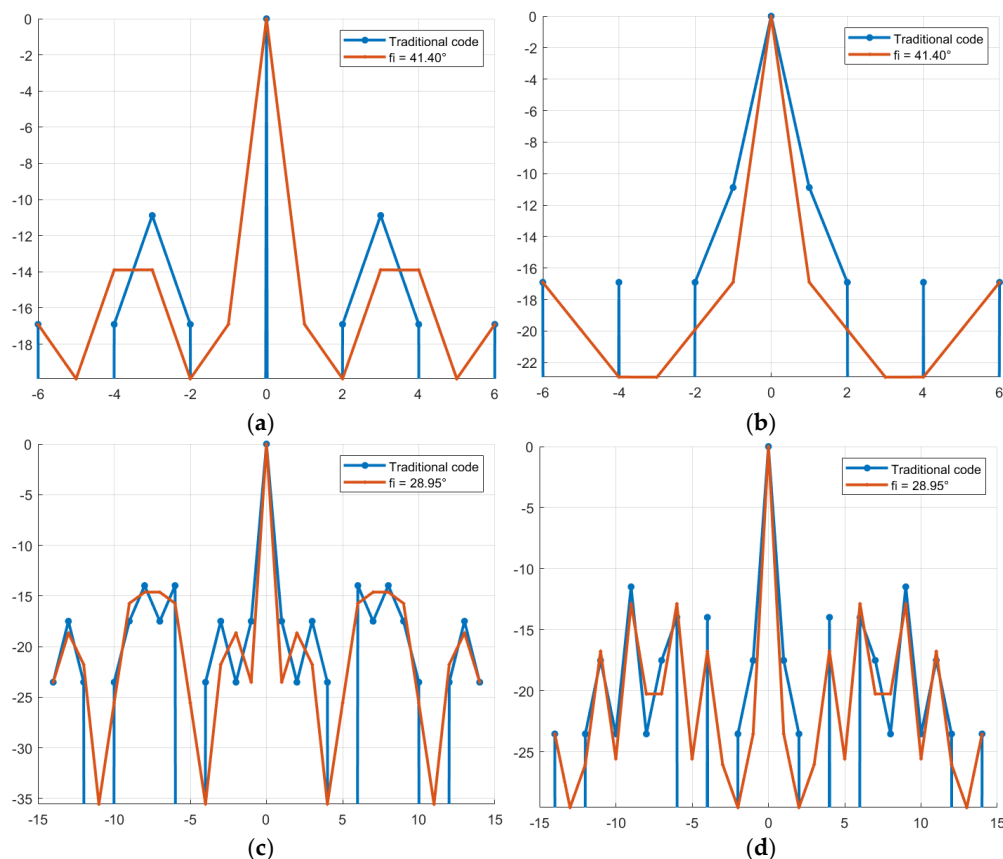 Traditional code
fi = 41.40°
0
-2
-4
-6
-8
-10
-12
-14
-16
-18
-6 -4 -2 0 2 4 6
(a)
Traditional code
fi = 41.40°
0
-2
-4
-6
-8
-10
-12
-14
-16
-18
-20
-22
-6 -4 -2 0 2 4 6
(b)
Traditional code
fi = 28.95°
0
-5
-10
-15
-20
-25
-30
-35
-15 -10 -5 0 5 10 15
(c)
Traditional code
fi = 28.95°
0
-5
-10
-15
-20
-25
-15 -10 -5 0 5 10 15
(d)